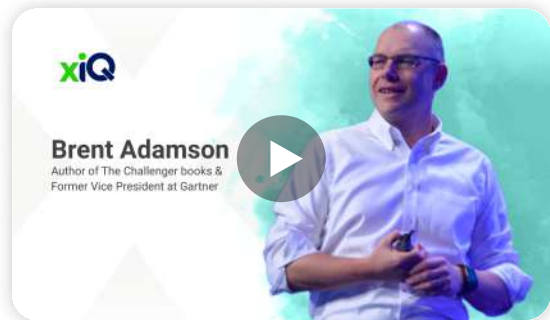 xiQ
Brent Adamson
Author of The Challenger books &
Former Vice President at Gartner